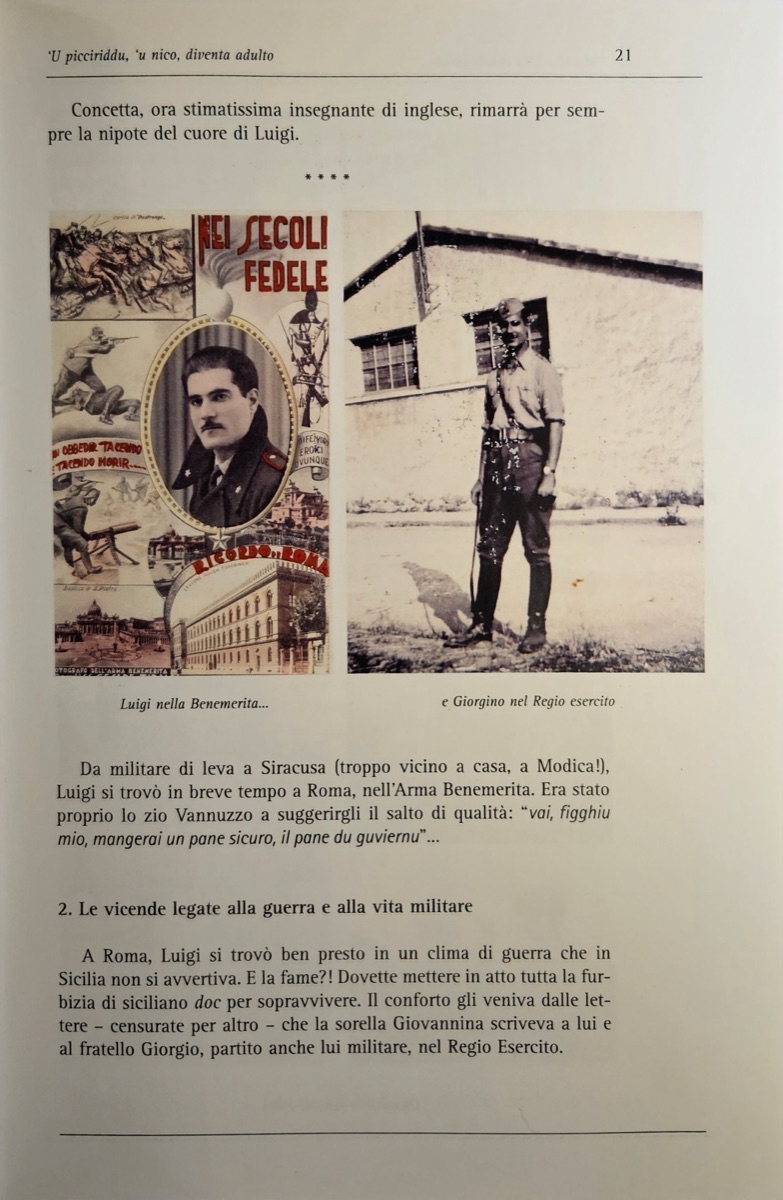 'U picciriddu, 'u nico, diventa adulto 21
Concetta, ora stimatissima insegnante di inglese, rimarrà per sem-
pre la nipote del cuore di Luigi.
* * * *
NEI SECOLI
FEDELE
OBBEDIR TACENDO
E TACENDO MORIR.....
EROICI
OVUNQUE
RICORDO DI ROMA
OTOGRAFO DELL'ARMA BENEMERITA
Luigi nella Benemerita...
e Giorgino nel Regio esercito
Da militare di leva a Siracusa (troppo vicino a casa, a Modica!),
Luigi si trovò in breve tempo a Roma, nell'Arma Benemerita. Era stato
proprio lo zio Vannuzzo a suggerirgli il salto di qualità: "vai, figghiu
mio, mangerai un pane sicuro, il pane du guviernu"...
2. Le vicende legate alla guerra e alla vita militare
A Roma, Luigi si trovò ben presto in un clima di guerra che in
Sicilia non si avvertiva. E la fame?! Dovette mettere in atto tutta la fur-
bizia di siciliano doc per sopravvivere. Il conforto gli veniva dalle let-
tere – censurate per altro – che la sorella Giovannina scriveva a lui e
al fratello Giorgio, partito anche lui militare, nel Regio Esercito.